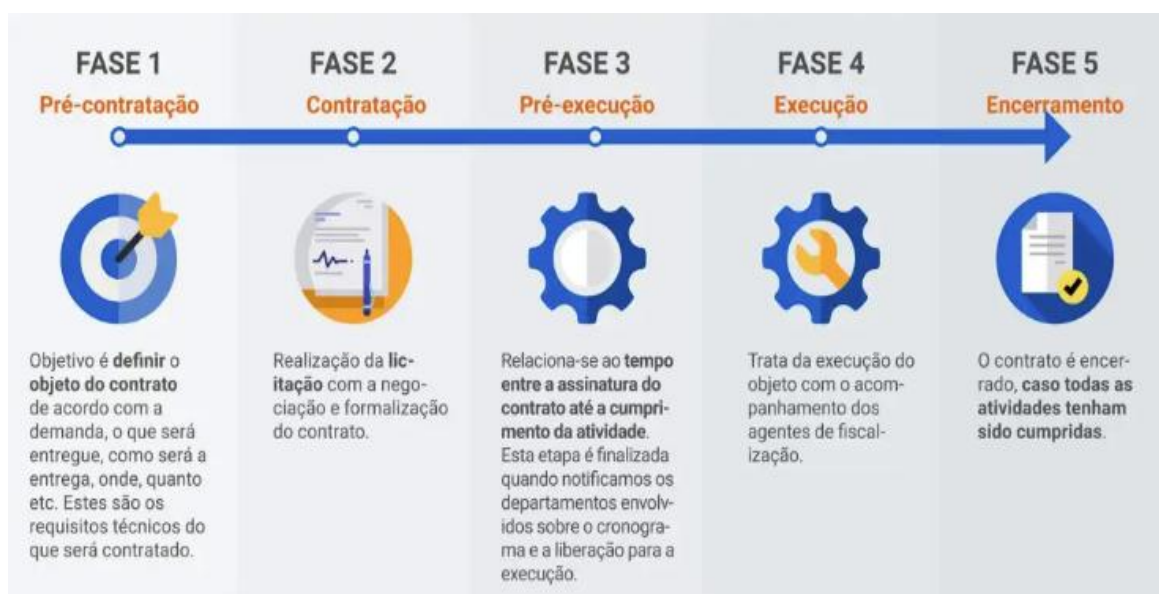 FASE 1
Pré-contratação
Objetivo é definir o
objeto do contrato
de acordo com a
demanda, o que será
entregue, como será a
entrega, onde, quanto
etc. Estes são os
requisitos técnicos do
que será contratado.
FASE 2
Contratação
Realização da lic-
itação com a nego-
ciação e formalização
do contrato.
FASE 3
Pré-execução
Relaciona-se ao tempo
entre a assinatura do
contrato até a cumpri-
mento da atividade.
Esta etapa é finalizada
quando notificamos os
departamentos envolv-
idos sobre o cronogra-
ma e a liberação para a
execução.
FASE 4
Execução
Trata da execução do
objeto com o acom-
panhamento dos
agentes de fiscal-
ização.
FASE 5
Encerramento
O contrato é encer-
rado, caso todas as
atividades tenham
sido cumpridas.